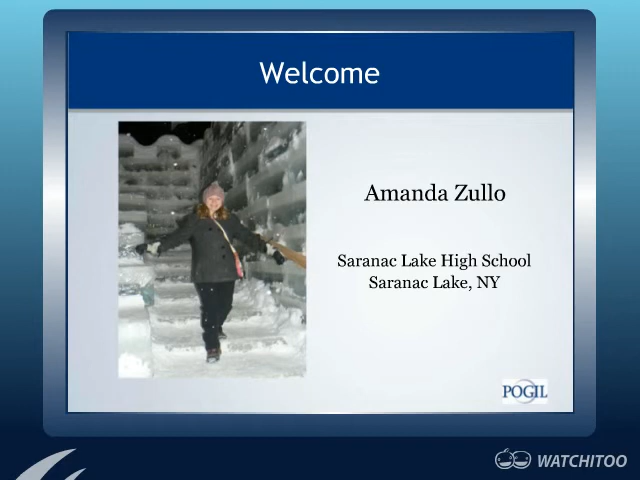 Welcome
Amanda Zullo
Saranac Lake High School
Saranac Lake, NY
POGIL
WATCHITOO